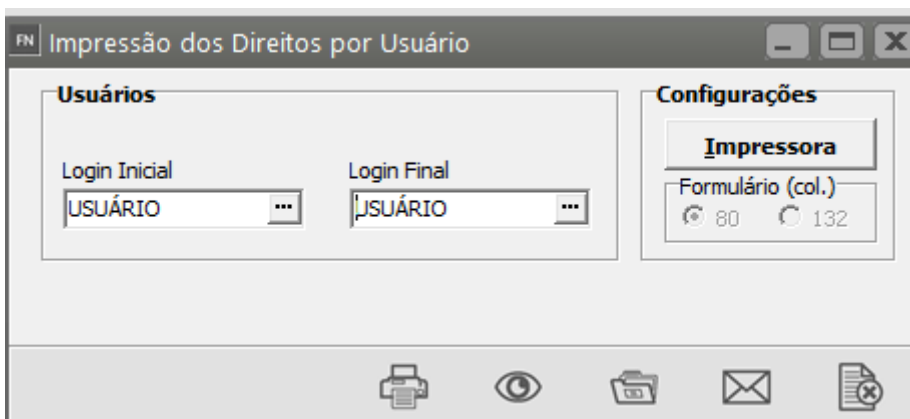 FN Impressão dos Direitos por Usuário
Usuários
Login Inicial
USUÁRIO ...
Login Final
USUÁRIO ...
Configurações
Impressora
Formulário (col.)
80 132